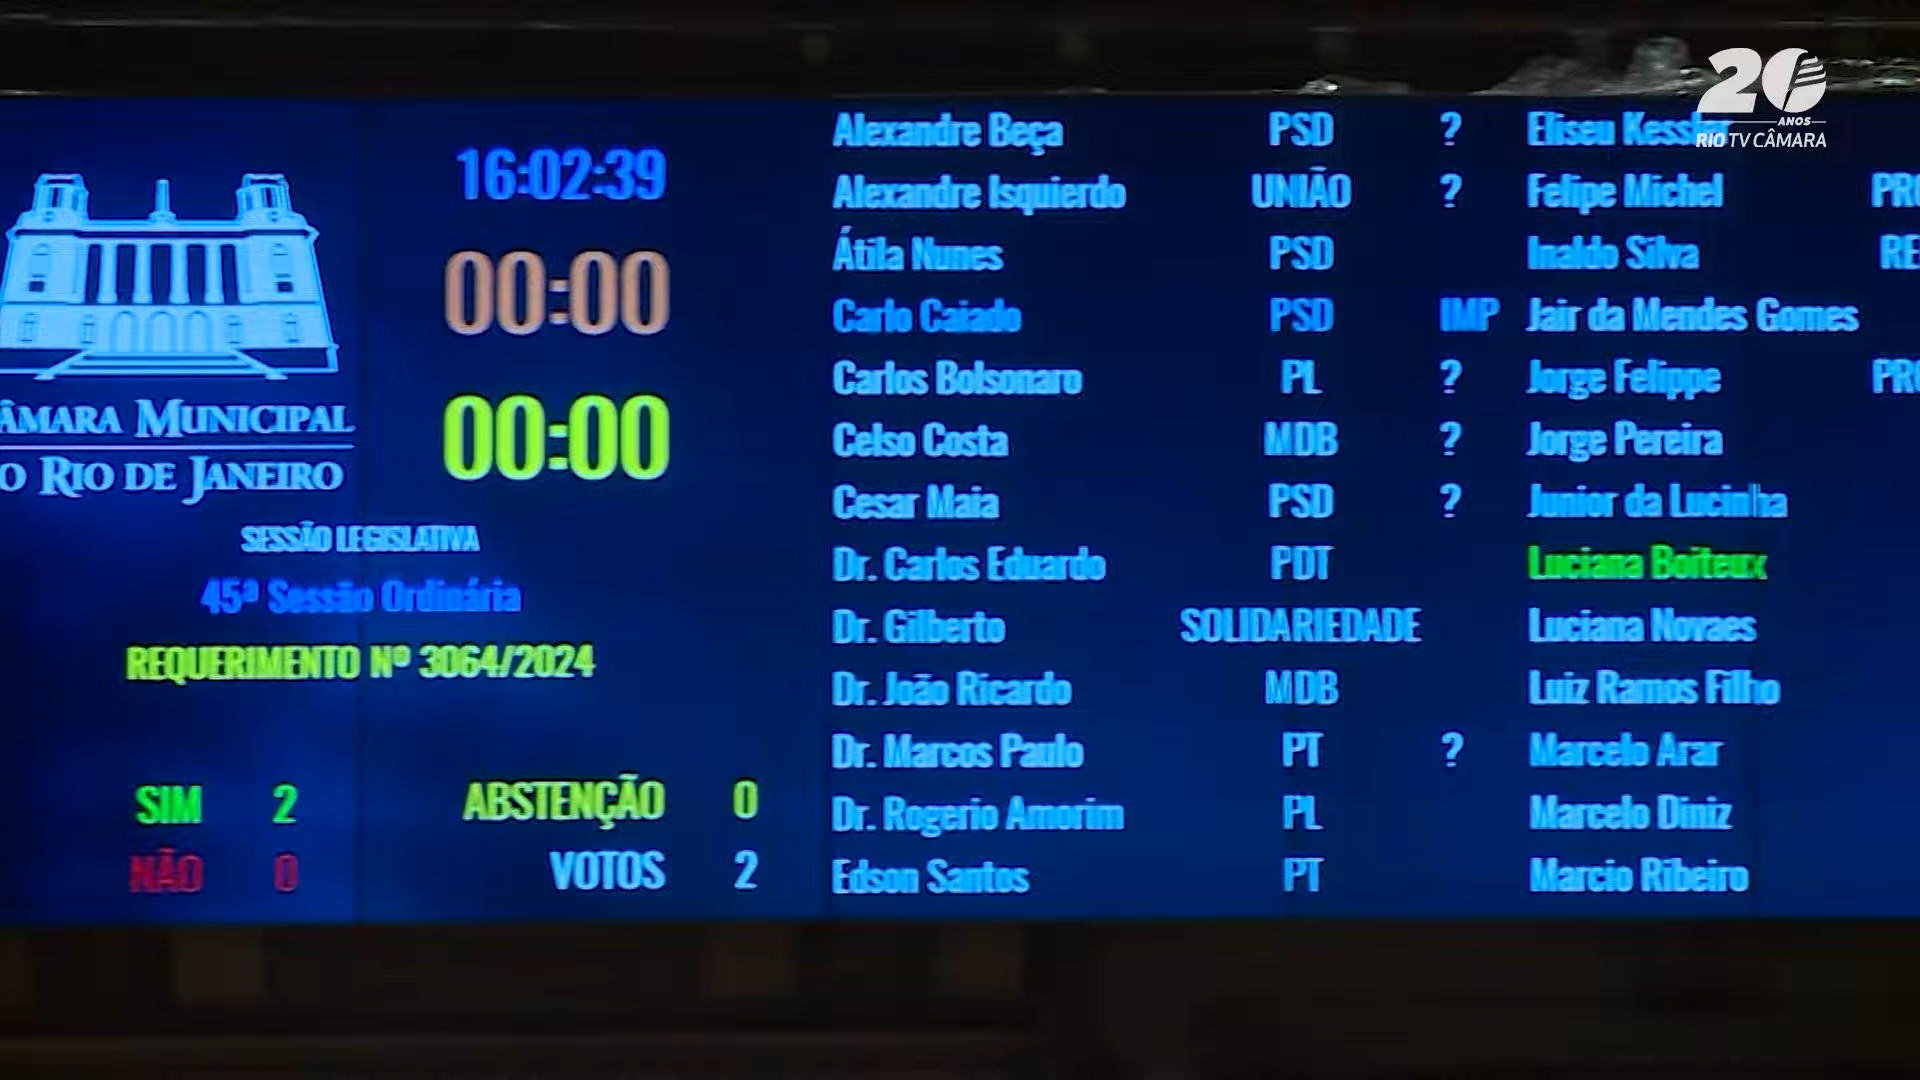 20
ANOS
RIO TV CÂMARA
16:02:39
00:00
00:00
ÂMARA MUNICIPAL
O RIO DE JANEIRO
SESSÃO LEGISLATIVA
45ª Sessão Ordinária
REQUERIMENTO Nº 3064/2024
SIM 2 ABSTENÇÃO 0
NÃO 0 VOTOS 2
Alexandre Beça PSD ? Eliseu Kessler
Alexandre Isquierdo UNIÃO ? Felipe Michel PRO
Átila Nunes PSD Inaldo Silva RE
Carlo Caiado PSD IMP Jair da Mendes Gomes
Carlos Bolsonaro PL ? Jorge Felippe PRO
Celso Costa MDB ? Jorge Pereira
Cesar Maia PSD ? Junior da Lucinha
Dr. Carlos Eduardo PDT Luciana Boiteux
Dr. Gilberto SOLIDARIEDADE Luciana Novaes
Dr. João Ricardo MDB Luiz Ramos Filho
Dr. Marcos Paulo PT ? Marcelo Arar
Dr. Rogerio Amorim PL Marcelo Diniz
Edson Santos PT Marcio Ribeiro